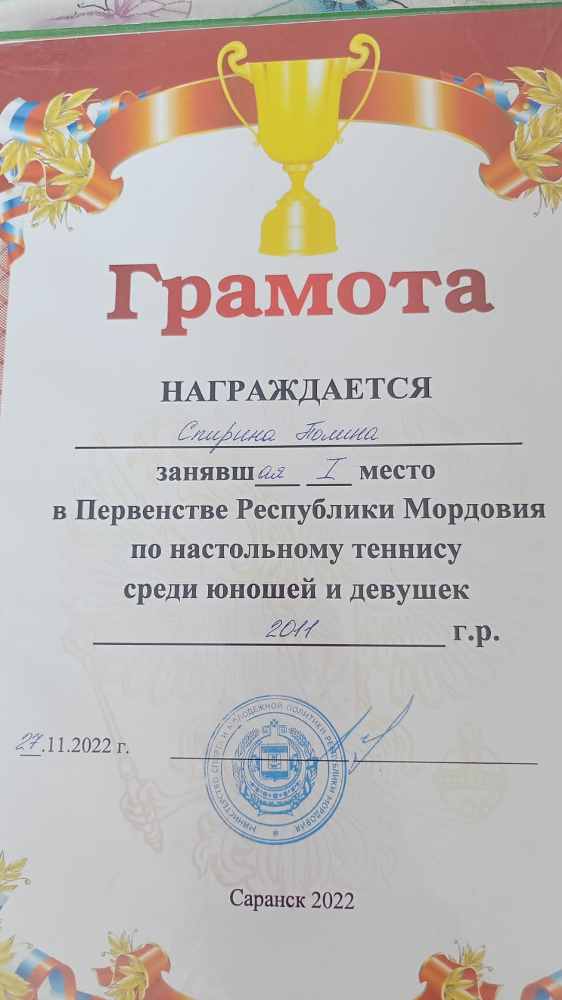 Грамота
НАГРАЖДАЕТСЯ
Спирина Полина
занявшая I место
в Первенстве Республики Мордовия
по настольному теннису
среди юношей и девушек
2011 г.р.
27.11.2022 г.
МИНИСТЕРСТВО СПОРТА И МОЛОДЕЖНОЙ ПОЛИТИКИ РЕСПУБЛИКИ МОРДОВИЯ *
Саранск 2022